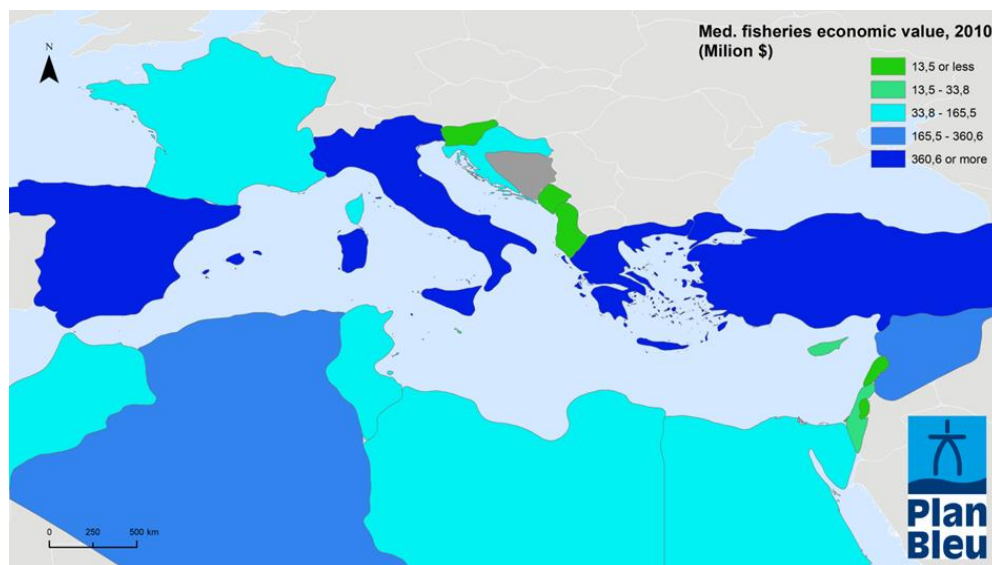 Med. fisheries economic value, 2010
(Milion $)
N
13,5 or less
13,5 - 33,8
33,8 - 165,5
165,5 - 360,6
360,6 or more
0 250 500 km
Plan
Bleu